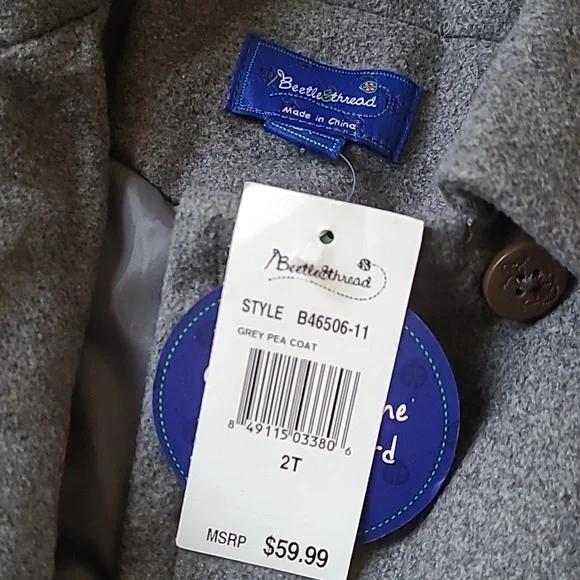 Beetle&thread
Made in China
Beetle&thread
STYLE B46506-11
GREY PEA COAT
8 49115 03380 6
2T
MSRP $59.99